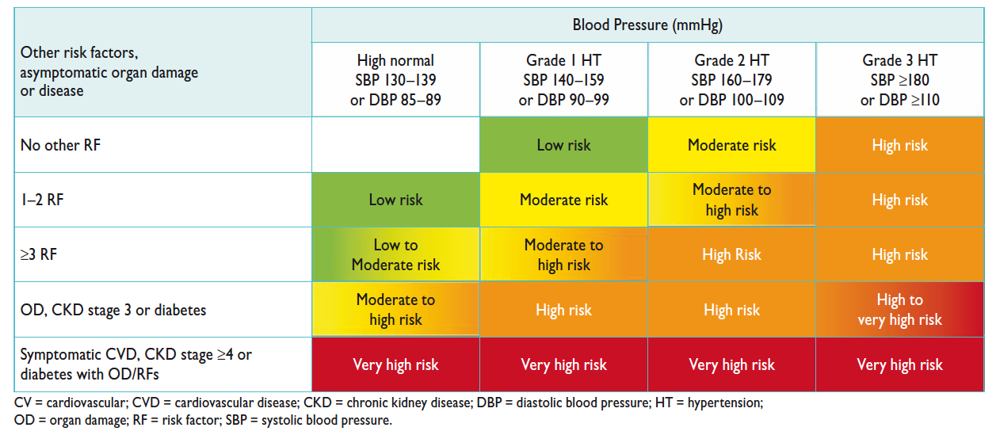 Blood Pressure (mmHg)
Other risk factors,
asymptomatic organ damage
or disease
High normal
SBP 130–139
or DBP 85–89
Grade 1 HT
SBP 140–159
or DBP 90–99
Grade 2 HT
SBP 160–179
or DBP 100–109
Grade 3 HT
SBP ≥180
or DBP ≥110
No other RF
Low risk
Moderate risk
High risk
1–2 RF
Low risk
Moderate risk
Moderate to
high risk
High risk
≥3 RF
Low to
Moderate risk
Moderate to
high risk
High Risk
High risk
OD, CKD stage 3 or diabetes
Moderate to
high risk
High risk
High risk
High to
very high risk
Symptomatic CVD, CKD stage ≥4 or
diabetes with OD/RFs
Very high risk
Very high risk
Very high risk
Very high risk
CV = cardiovascular; CVD = cardiovascular disease; CKD = chronic kidney disease; DBP = diastolic blood pressure; HT = hypertension;
OD = organ damage; RF = risk factor; SBP = systolic blood pressure.